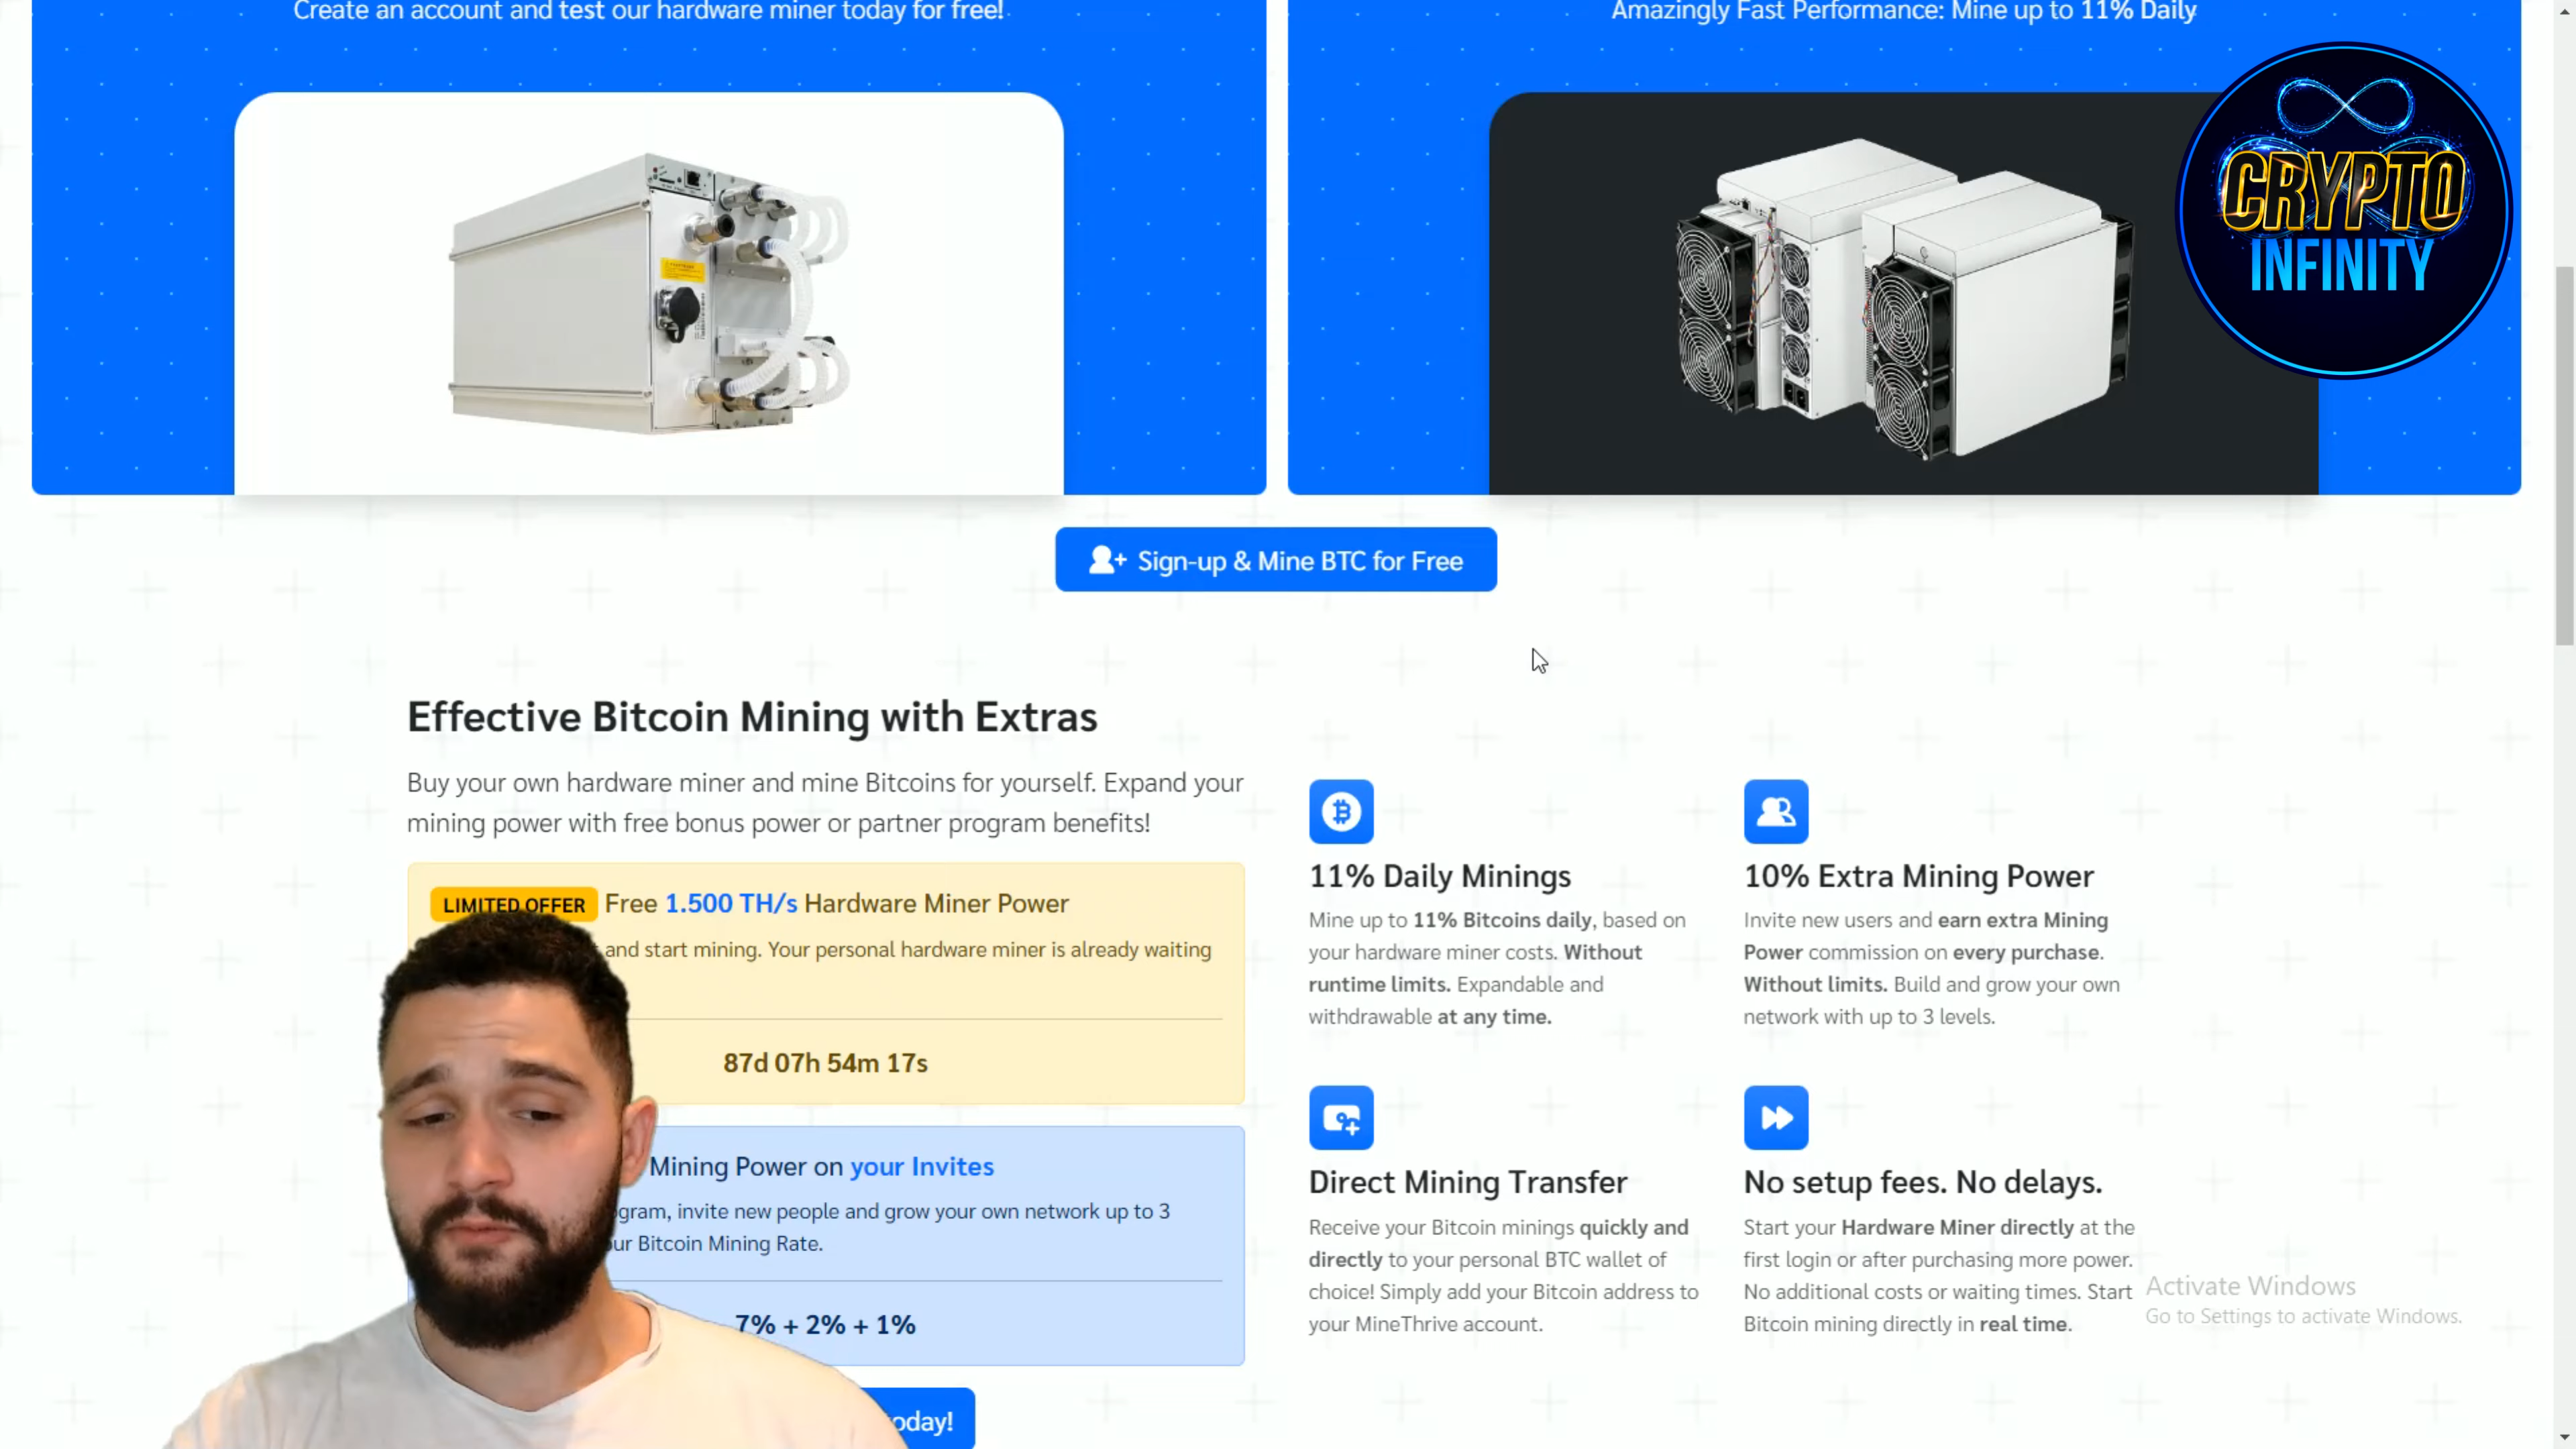 Create an account and test our hardware miner today for free!
Amazingly Fast Performance: Mine up to 11% Daily
CRYPTO
INFINITY
Sign-up & Mine BTC for Free
Effective Bitcoin Mining with Extras
Buy your own hardware miner and mine Bitcoins for yourself. Expand your
mining power with free bonus power or partner program benefits!
LIMITED OFFER Free 1.500 TH/s Hardware Miner Power
and start mining. Your personal hardware miner is already waiting
87d 07h 54m 17s
Mining Power on your Invites
invite new people and grow your own network up to 3
Bitcoin Mining Rate.
7% + 2% + 1%
11% Daily Minings
Mine up to 11% Bitcoins daily, based on
your hardware miner costs. Without
runtime limits. Expandable and
withdrawable at any time.
10% Extra Mining Power
Invite new users and earn extra Mining
Power commission on every purchase.
Without limits. Build and grow your own
network with up to 3 levels.
Direct Mining Transfer
Receive your Bitcoin minings quickly and
directly to your personal BTC wallet of
choice! Simply add your Bitcoin address to
your MineThrive account.
No setup fees. No delays.
Start your Hardware Miner directly at the
first login or after purchasing more power.
No additional costs or waiting times. Start
Bitcoin mining directly in real time.
Activate Windows
Go to Settings to activate Windows.